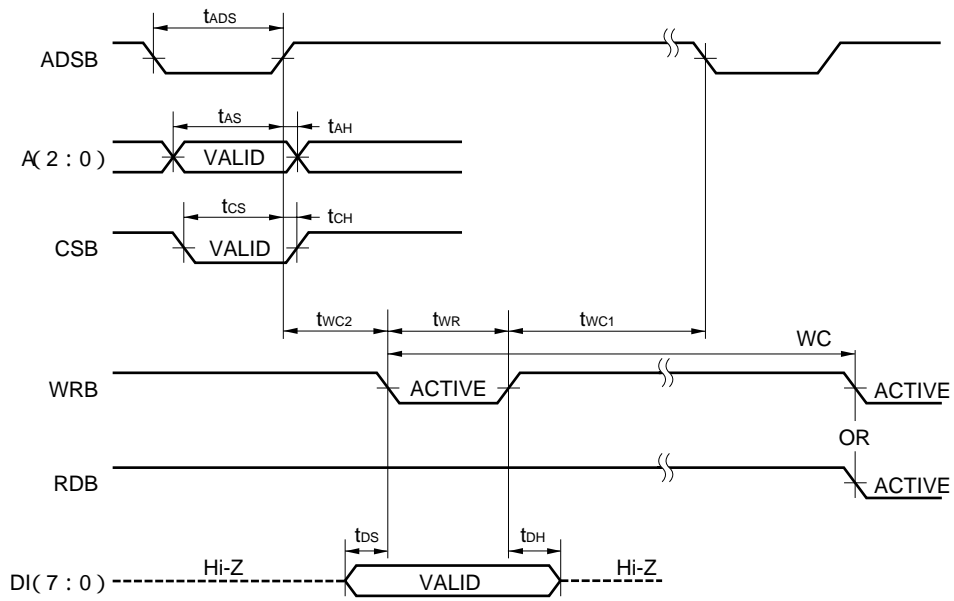 tADS
ADSB
tAS
tAH
A(2:0)
VALID
tCS
tCH
CSB
VALID
tWC2
tWR
tWC1
WC
WRB
ACTIVE
ACTIVE
OR
RDB
ACTIVE
tDS
tDH
DI(7:0)
Hi-Z
VALID
Hi-Z